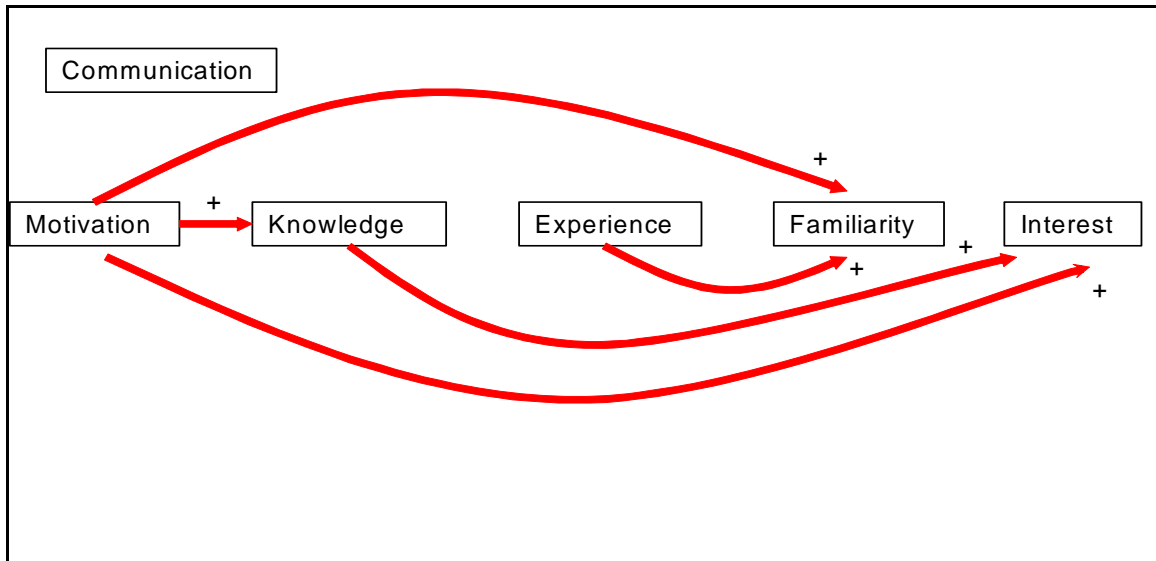 Communication
+
Motivation + Knowledge Experience Familiarity Interest
+ +
+